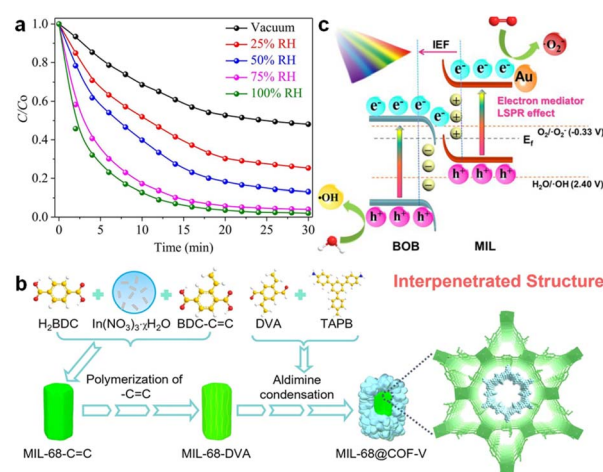 a
C/Co
1.0
0.8
0.6
0.4
0.2
0.0
Vacuum
25% RH
50% RH
75% RH
100% RH
0 5 10 15 20 25 30
Time (min)
c
IEF
·O₂⁻
e⁻ e⁻ e⁻
Au
Electron mediator
LSPR effect
e⁻ e⁻ e⁻
O₂/·O₂⁻ (-0.33 V)
E_f
H₂O/·OH (2.40 V)
·OH
h⁺ h⁺ h⁺
h⁺ h⁺ h⁺
BOB
MIL
b
H₂BDC
In(NO₃)₃·χH₂O
BDC-C=C
DVA
TAPB
Interpenetrated Structure
Polymerization of
-C=C
Aldimine
condensation
MIL-68-C=C
MIL-68-DVA
MIL-68@COF-V